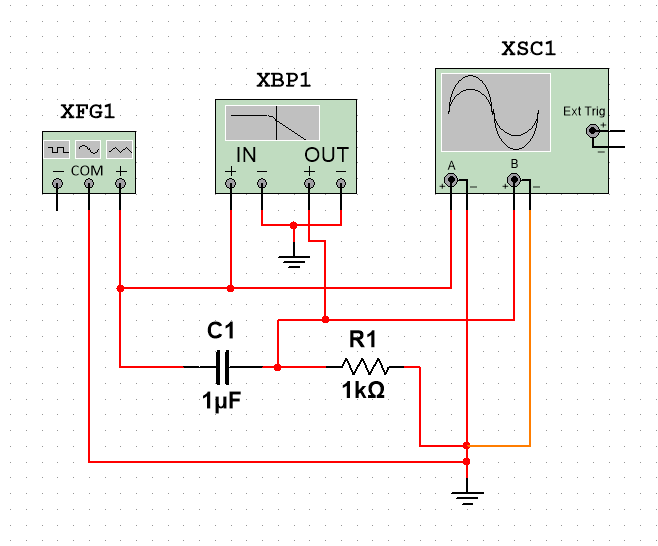 XSC1
XBP1
XFG1
Ext Trig
+
−
IN OUT
+ − + −
A B
+ − + −
− COM +
C1
1µF
R1
1kΩ